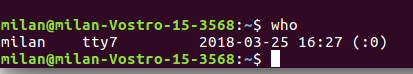 milan@milan-Vostro-15-3568:~$ who
milan    tty7         2018-03-25 16:27 (:0)
milan@milan-Vostro-15-3568:~$